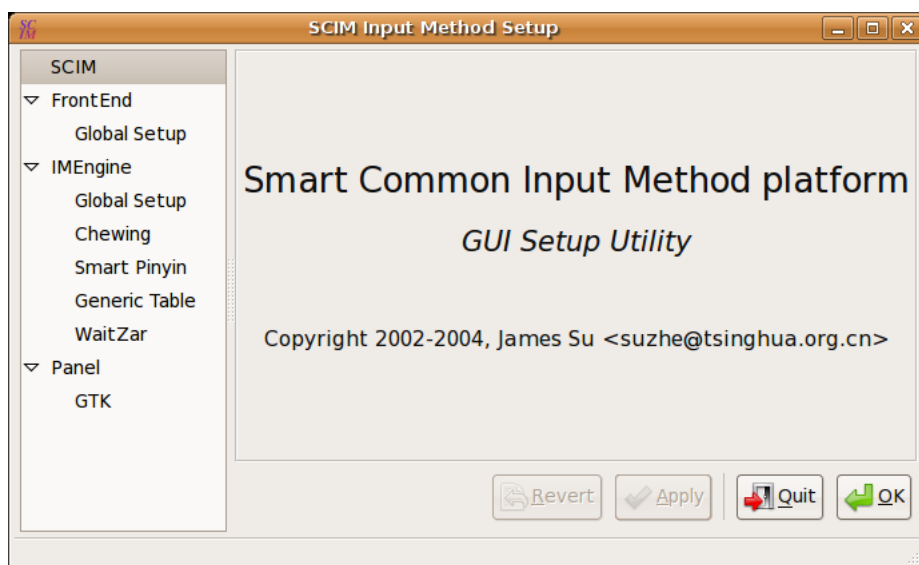 SCIM
SCIM Input Method Setup
SCIM
FrontEnd
Global Setup
IMEngine
Global Setup
Chewing
Smart Pinyin
Generic Table
WaitZar
Panel
GTK
Smart Common Input Method platform
GUI Setup Utility
Copyright 2002-2004, James Su <suzhe@tsinghua.org.cn>
Revert
Apply
Quit
OK